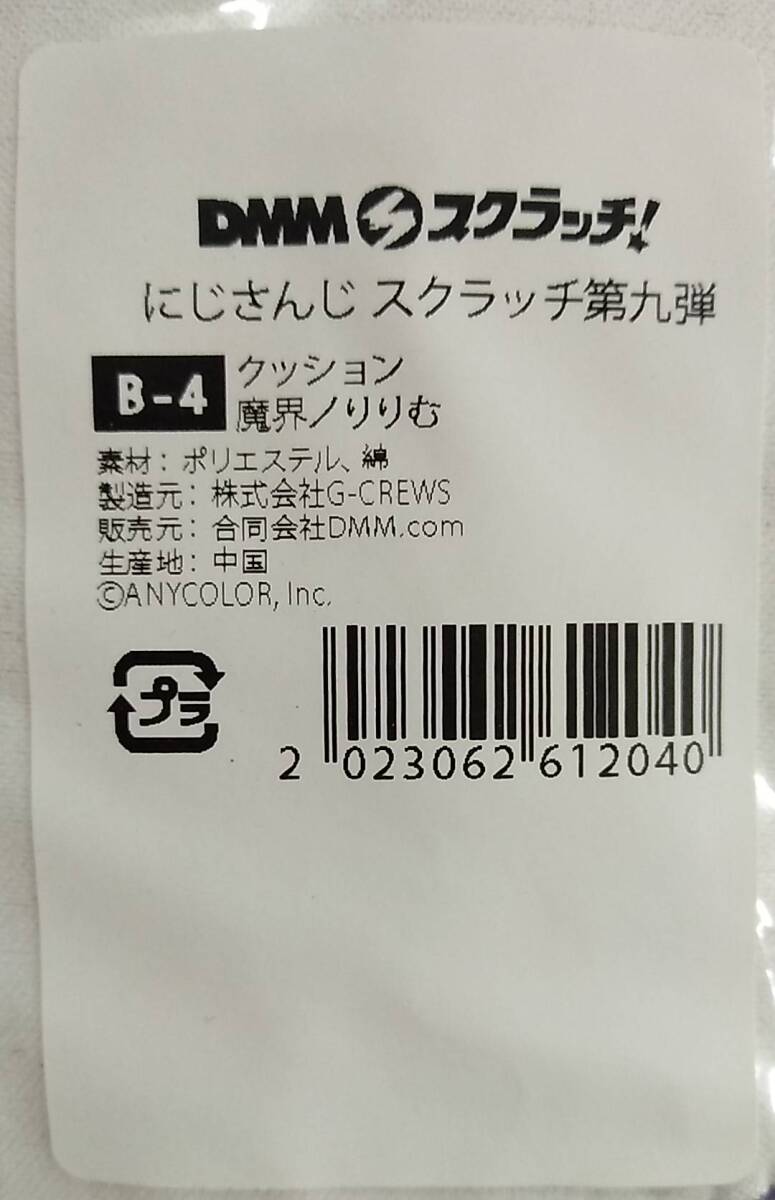 DMMスクラッチ!
にじさんじ スクラッチ第九弾
B-4 クッション
魔界ノりりむ
素材：ポリエステル、綿
製造元：株式会社G-CREWS
販売元：合同会社DMM.com
生産地：中国
©ANYCOLOR, Inc.
プラ
2 023062 612040